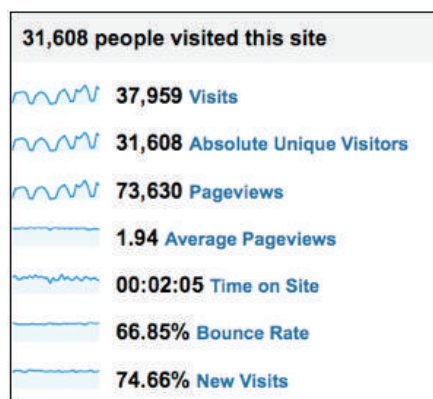 31,608 people visited this site
37,959 Visits
31,608 Absolute Unique Visitors
73,630 Pageviews
1.94 Average Pageviews
00:02:05 Time on Site
66.85% Bounce Rate
74.66% New Visits